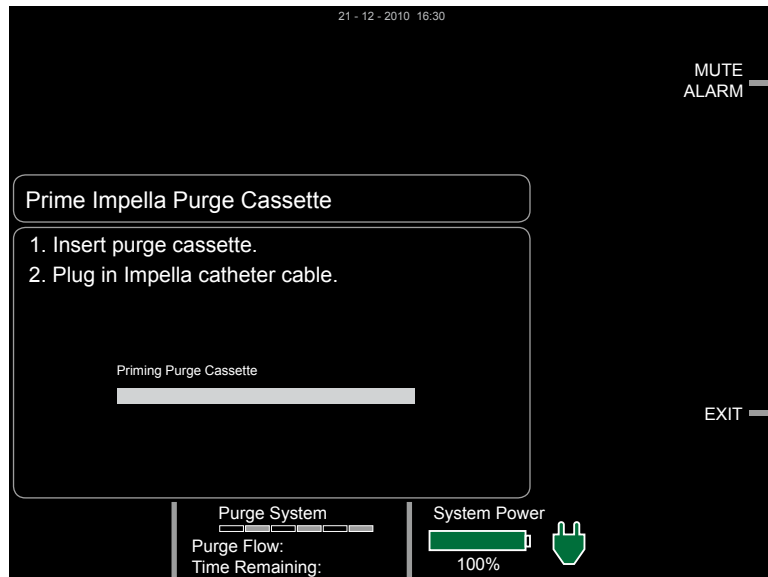 21 - 12 - 2010 16:30
MUTE
ALARM
Prime Impella Purge Cassette
1. Insert purge cassette.
2. Plug in Impella catheter cable.
Priming Purge Cassette
EXIT
Purge System
Purge Flow:
Time Remaining:
System Power
100%